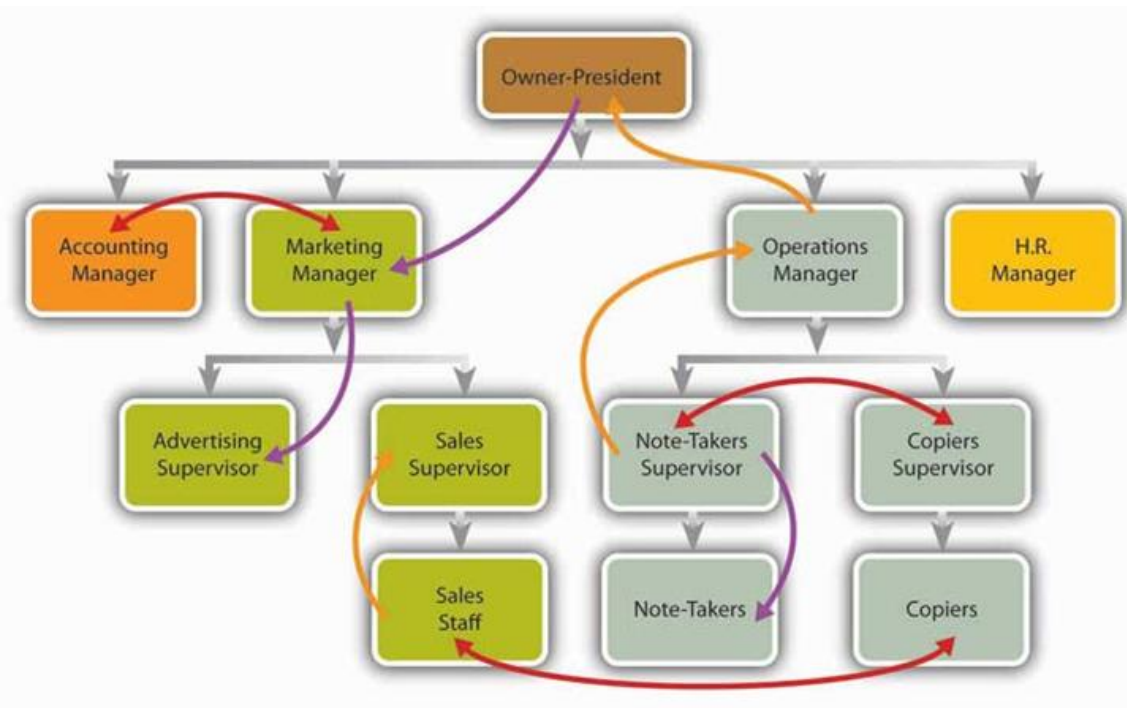 Owner-President
Accounting
Manager
Marketing
Manager
Operations
Manager
H.R.
Manager
Advertising
Supervisor
Sales
Supervisor
Note-Takers
Supervisor
Copiers
Supervisor
Sales
Staff
Note-Takers
Copiers